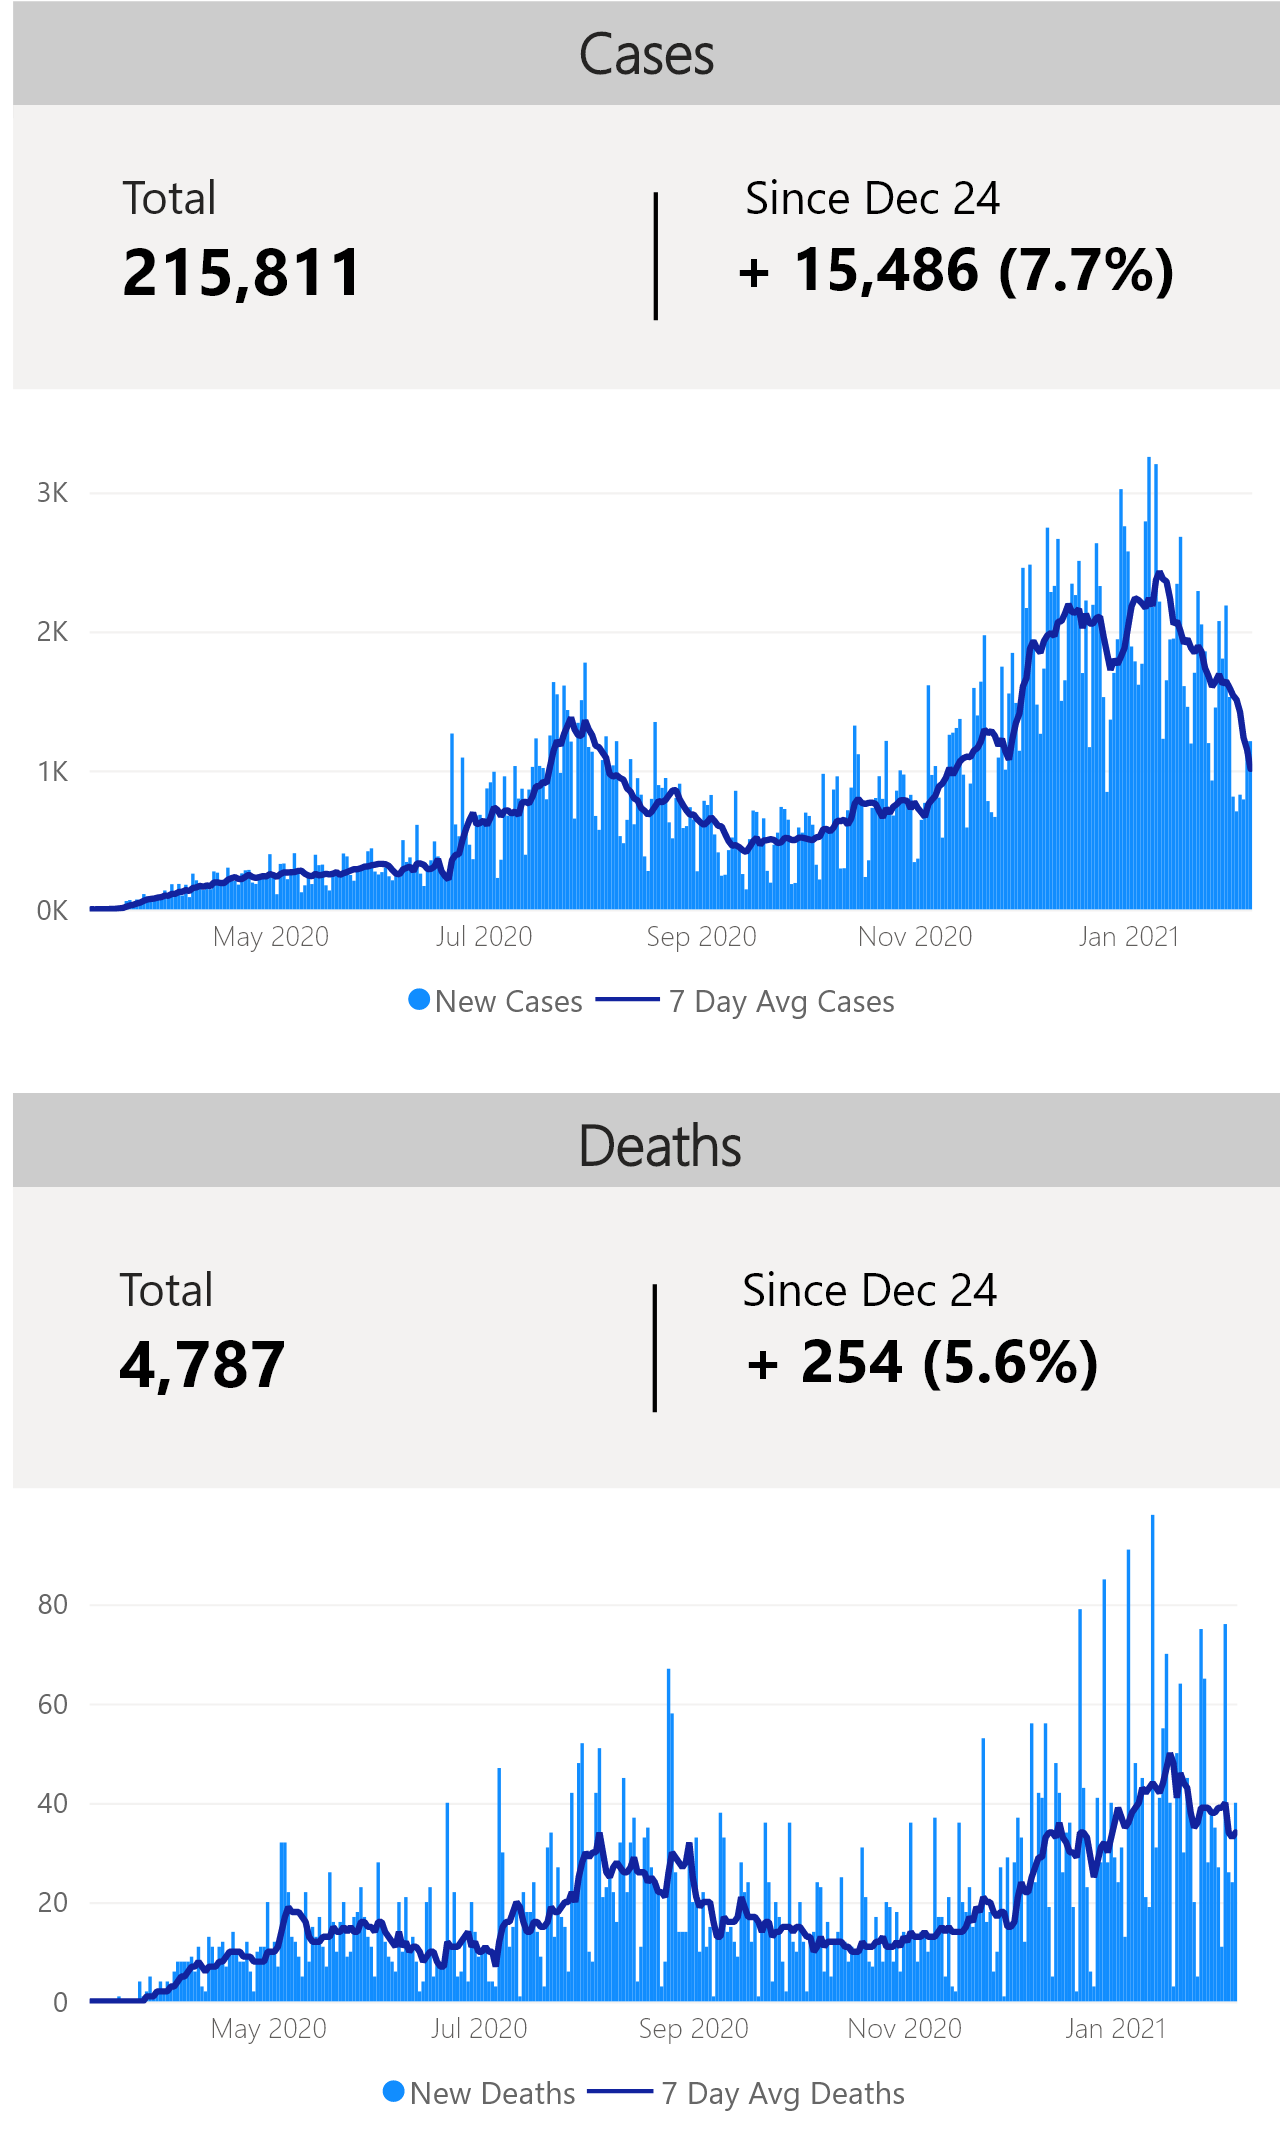 Cases
Total
Since Dec 24
215,811
+ 15,486 (7.7%)
3K
2K
1K
0K
May 2020
Jul 2020
Sep 2020
Nov 2020
Jan 2021
New Cases
7 Day Avg Cases
Deaths
Total
Since Dec 24
4,787
+ 254 (5.6%)
80
60
40
20
0
May 2020
Jul 2020
Sep 2020
Nov 2020
Jan 2021
New Deaths
7 Day Avg Deaths